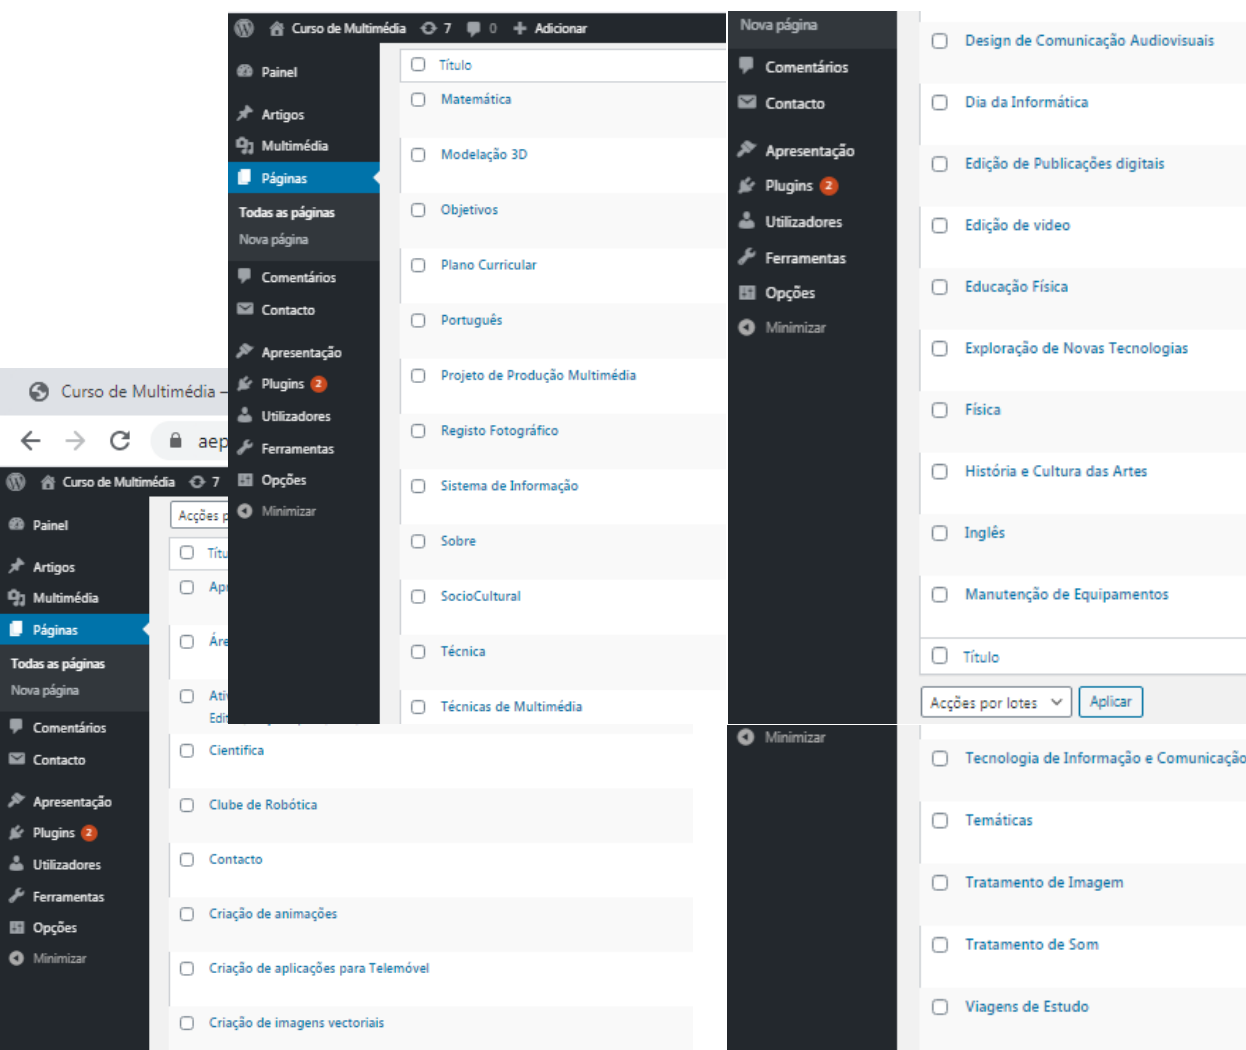 Curso de Multimédia –
aep
Curso de Multimédia 7
Painel
Artigos
Multimédia
Páginas
Todas as páginas
Nova página
Comentários
Contacto
Apresentação
Plugins 2
Utilizadores
Ferramentas
Opções
Minimizar
Acções
Cientifica
Clube de Robótica
Contacto
Criação de animações
Criação de aplicações para Telemóvel
Criação de imagens vectoriais
Curso de Multimédia 7 0 + Adicionar
Painel
Artigos
Multimédia
Páginas
Todas as páginas
Nova página
Comentários
Contacto
Apresentação
Plugins 2
Utilizadores
Ferramentas
Opções
Minimizar
Título
Matemática
Modelação 3D
Objetivos
Plano Curricular
Português
Projeto de Produção Multimédia
Registo Fotográfico
Sistema de Informação
Sobre
SocioCultural
Técnica
Técnicas de Multimédia
Nova página
Comentários
Contacto
Apresentação
Plugins 2
Utilizadores
Ferramentas
Opções
Minimizar
Design de Comunicação Audiovisuais
Dia da Informática
Edição de Publicações digitais
Edição de video
Educação Física
Exploração de Novas Tecnologias
Física
História e Cultura das Artes
Inglês
Manutenção de Equipamentos
Título
Acções por lotes Aplicar
Minimizar
Tecnologia de Informação e Comunicação
Temáticas
Tratamento de Imagem
Tratamento de Som
Viagens de Estudo